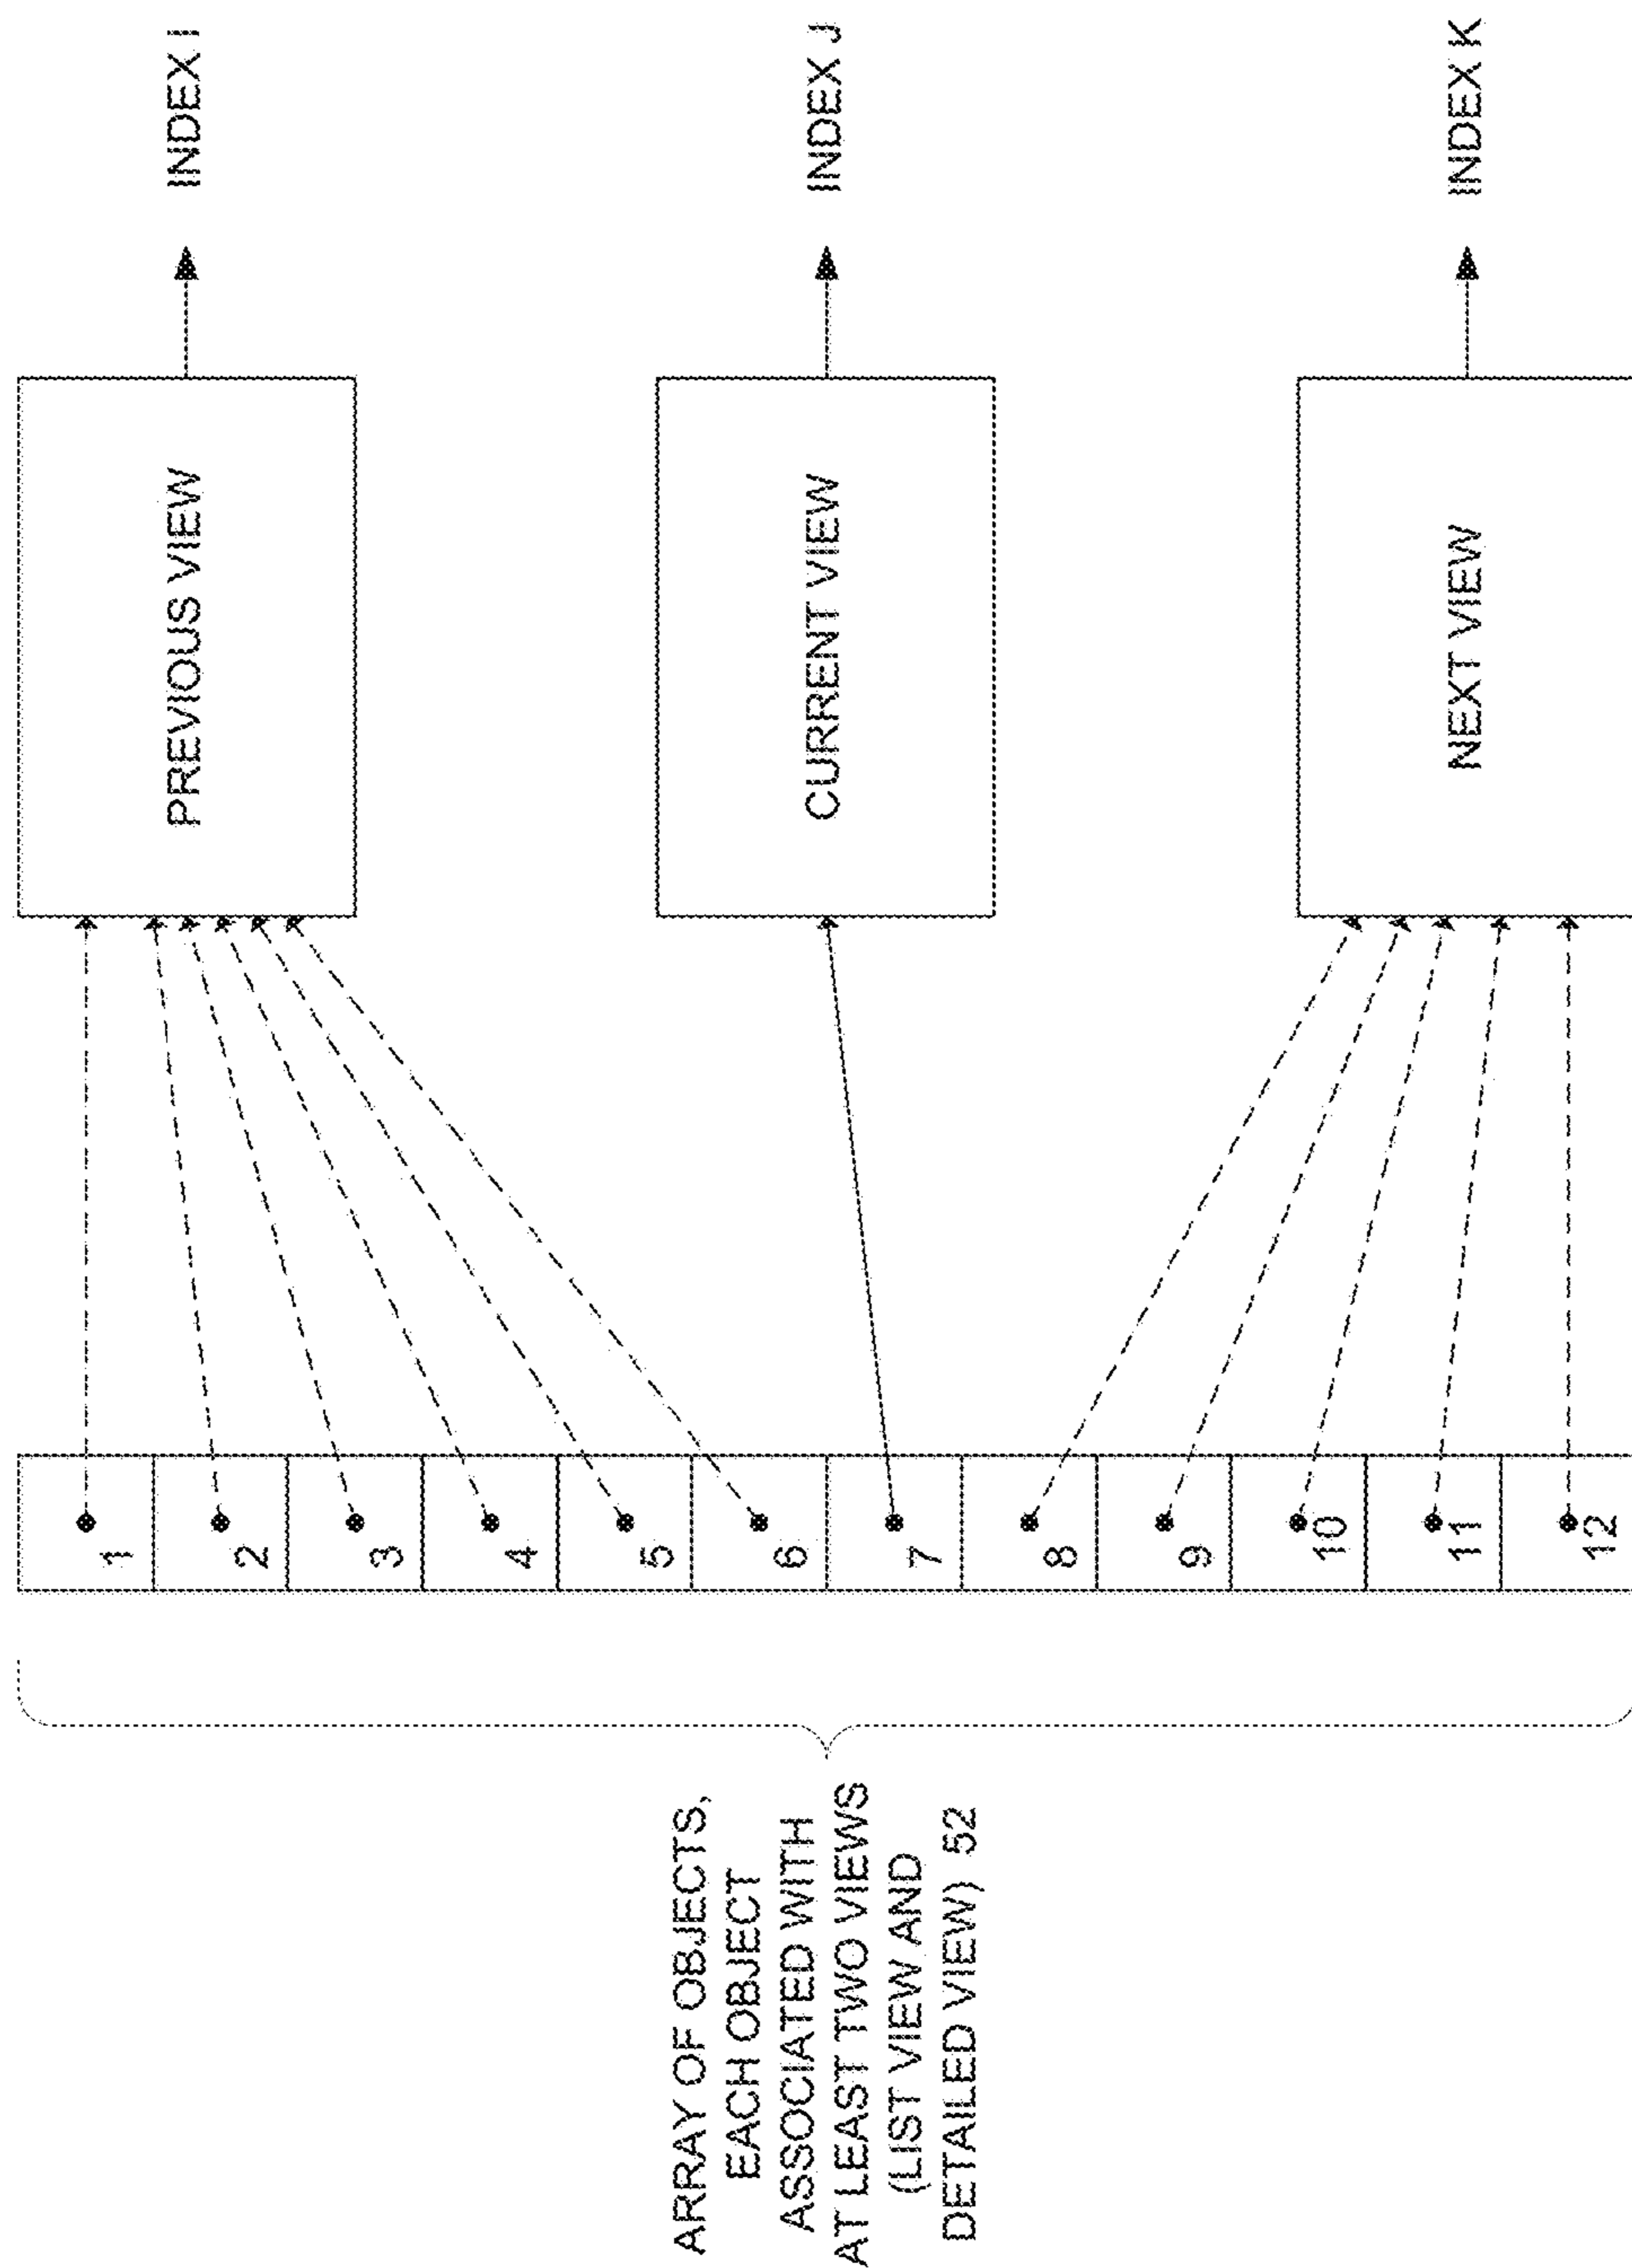 ARRAY OF OBJECTS,
EACH OBJECT
ASSOCIATED WITH
AT LEAST TWO VIEWS
(LIST VIEW AND
DETAILED VIEW) 52
1
2
3
4
5
6
7
8
9
10
11
12
PREVIOUS VIEW
CURRENT VIEW
NEXT VIEW
INDEX I
INDEX J
INDEX K